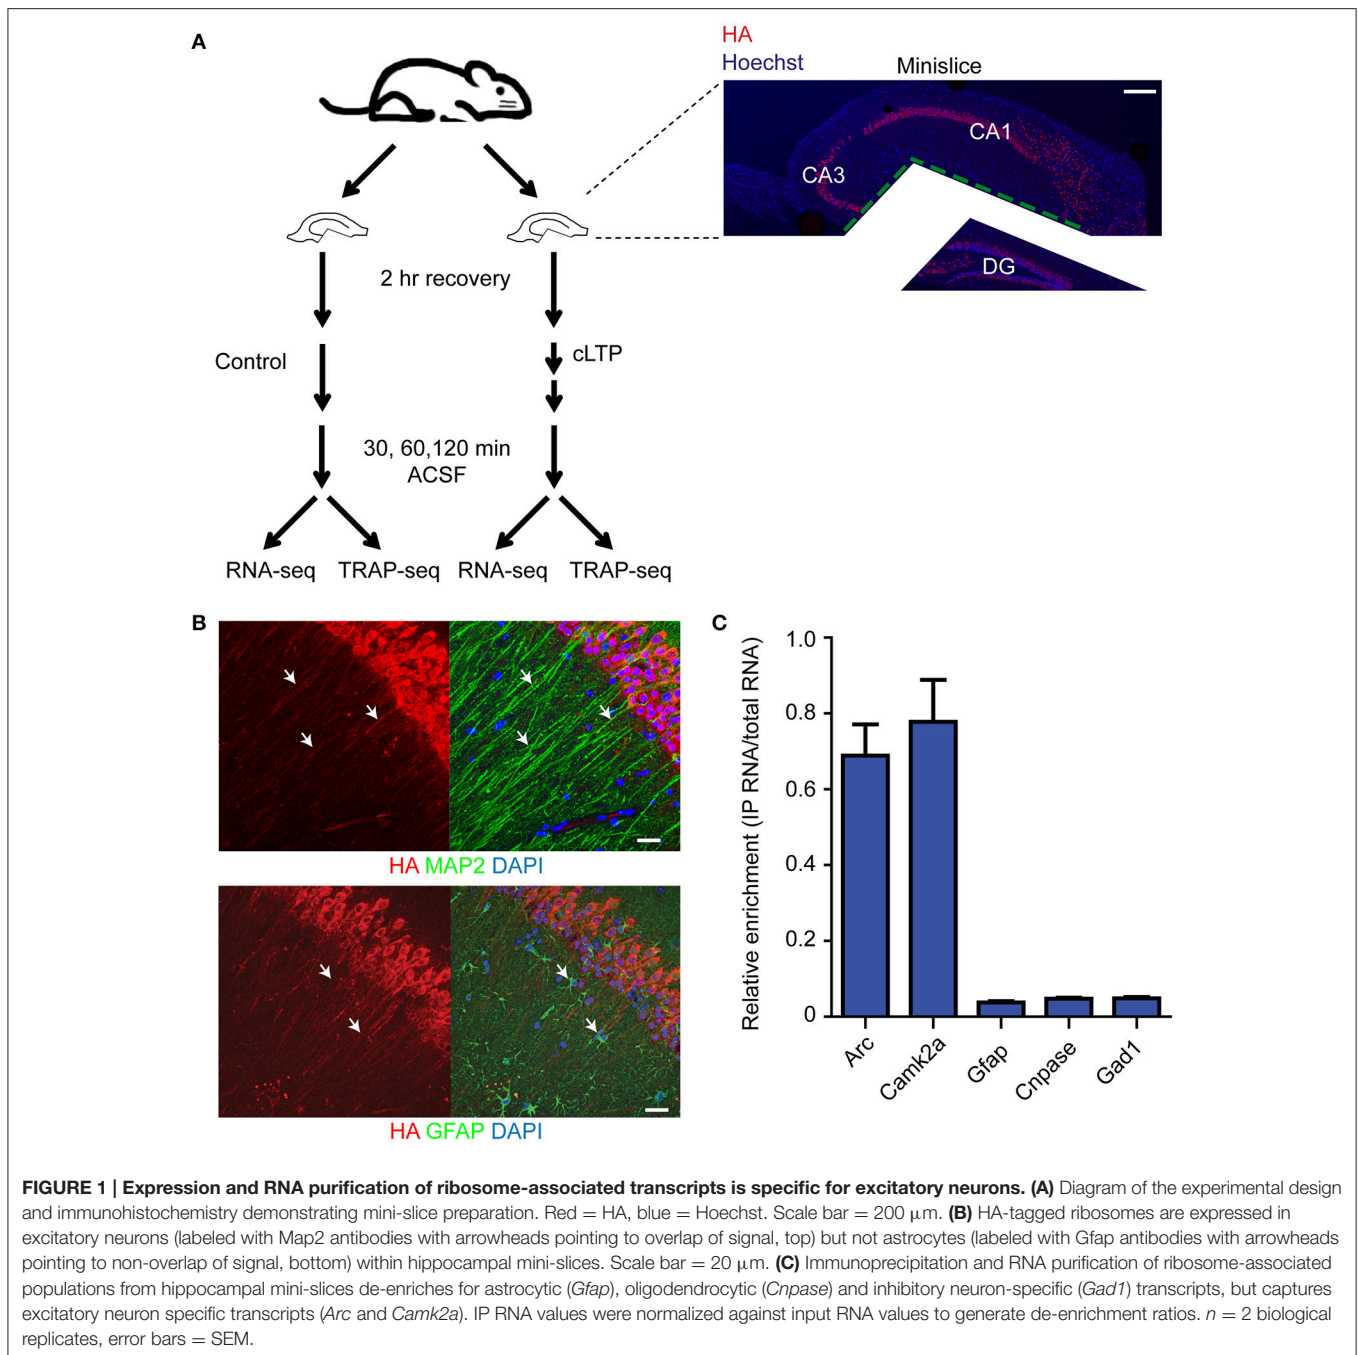 A
HA
Hoechst
Minislice
CA1
CA3
DG
2 hr recovery
Control
cLTP
30, 60,120 min
ACSF
RNA-seq TRAP-seq RNA-seq TRAP-seq
B
HA MAP2 DAPI
HA GFAP DAPI
C
Relative enrichment (IP RNA/total RNA)
1.0
0.8
0.6
0.4
0.2
0
Arc
Camk2a
Gfap
Cnpase
Gad1
FIGURE 1 | Expression and RNA purification of ribosome-associated transcripts is specific for excitatory neurons. (A) Diagram of the experimental design
and immunohistochemistry demonstrating mini-slice preparation. Red = HA, blue = Hoechst. Scale bar = 200 μm. (B) HA-tagged ribosomes are expressed in
excitatory neurons (labeled with Map2 antibodies with arrowheads pointing to overlap of signal, top) but not astrocytes (labeled with Gfap antibodies with arrowheads
pointing to non-overlap of signal, bottom) within hippocampal mini-slices. Scale bar = 20 μm. (C) Immunoprecipitation and RNA purification of ribosome-associated
populations from hippocampal mini-slices de-enriches for astrocytic (Gfap), oligodendrocytic (Cnpase) and inhibitory neuron-specific (Gad1) transcripts, but captures
excitatory neuron specific transcripts (Arc and Camk2a). IP RNA values were normalized against input RNA values to generate de-enrichment ratios. n = 2 biological
replicates, error bars = SEM.